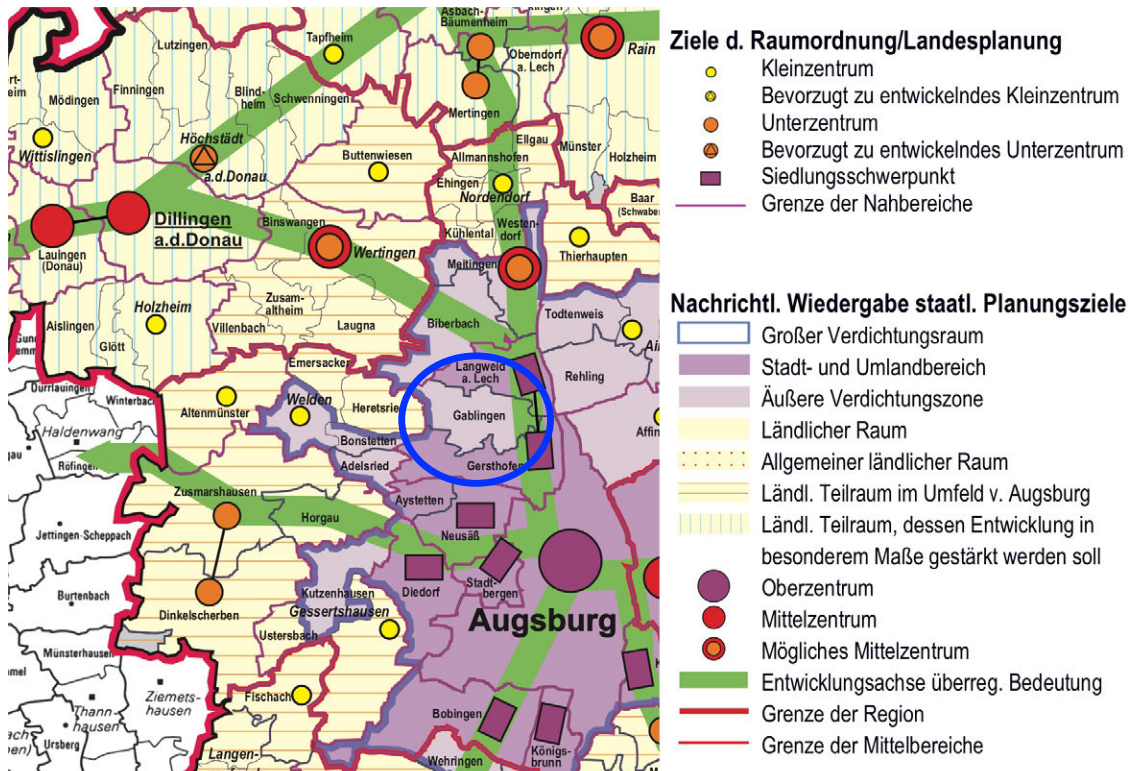 Asbach-
Bäumenheim
Tapfheim
Lutzingen
Oberndorf
a. Lech
Rain
Finningen
Blind-
heim
Schwenningen
Mödingen
Mertingen
Höchstädt
a.d.Donau
Wittislingen
Buttenwiesen
Ellgau
Allmannshofen
Münster
Holzheim
Ehingen
Nordendorf
Baar
(Schwaben
Dillingen
a.d.Donau
Binswangen
Westen-
dorf
Kühlental
Lauingen
(Donau)
Wertingen
Thierhaupten
Meitingen
Holzheim
Zusam-
altheim
Todtenweis
Aislingen
Villenbach
Laugna
Biberbach
Glött
Emersacker
Langweid
a. Lech
Rehling
Dürrlauingen
Winterbach
Welden
Altenmünster
Heretsried
Gablingen
Haldenwang
Bonstetten
Affin
Röfingen
Adelsried
Gersthofen
Zusmarshausen
Aystetten
Horgau
Neusäß
Jettingen-Scheppach
Stadt-
bergen
Diedorf
Kutzenhausen
Burtenbach
Gessertshausen
Augsburg
Dinkelscherben
Ustersbach
Münsterhausen
Ziemets-
hausen
Fischach
Thann-
hausen
Bobingen
Ursberg
Langen-
Königs-
brunn
Wehringen
Ziele d. Raumordnung/Landesplanung
Kleinzentrum
Bevorzugt zu entwickelndes Kleinzentrum
Unterzentrum
Bevorzugt zu entwickelndes Unterzentrum
Siedlungsschwerpunkt
Grenze der Nahbereiche
Nachrichtl. Wiedergabe staatl. Planungsziele
Großer Verdichtungsraum
Stadt- und Umlandbereich
Äußere Verdichtungszone
Ländlicher Raum
Allgemeiner ländlicher Raum
Ländl. Teilraum im Umfeld v. Augsburg
Ländl. Teilraum, dessen Entwicklung in
besonderem Maße gestärkt werden soll
Oberzentrum
Mittelzentrum
Mögliches Mittelzentrum
Entwicklungsachse überreg. Bedeutung
Grenze der Region
Grenze der Mittelbereiche